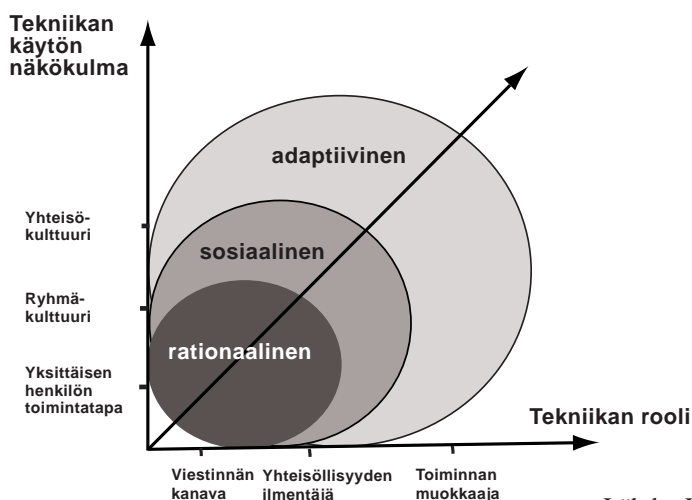 Tekniikan
käytön
näkökulma
adaptiivinen
Yhteisö-
kulttuuri
sosiaalinen
Ryhmä-
kulttuuri
rationaalinen
Yksittäisen
henkilön
toimintatapa
Tekniikan rooli
Viestinnän
kanava
Yhteisöllisyyden
ilmentäjä
Toiminnan
muokkaaja